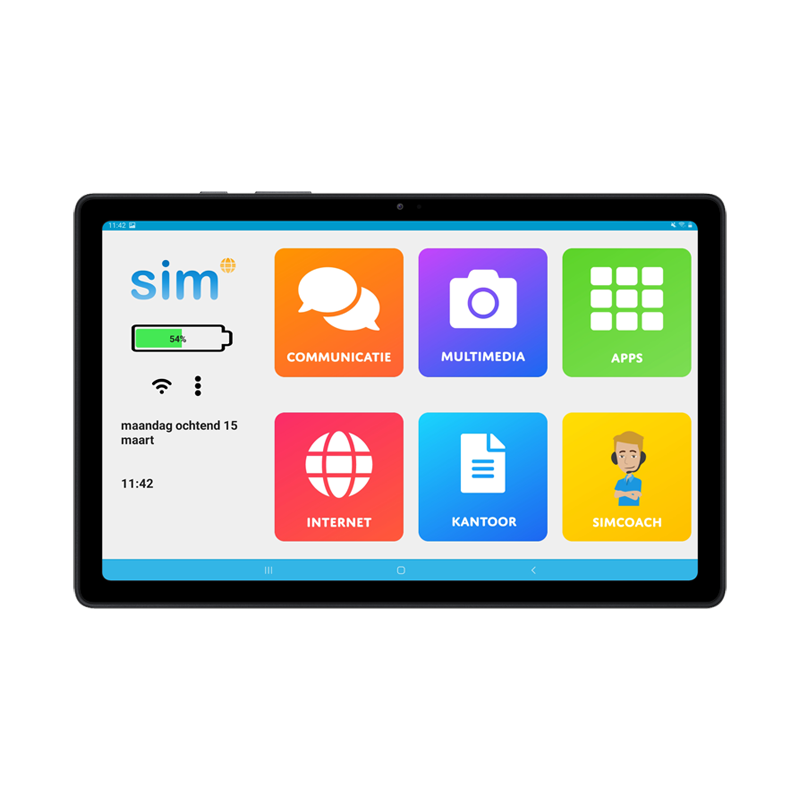 11:42
sim
54%
maandag ochtend 15
maart
11:42
COMMUNICATIE
MULTIMEDIA
APPS
INTERNET
KANTOOR
SIMCOACH